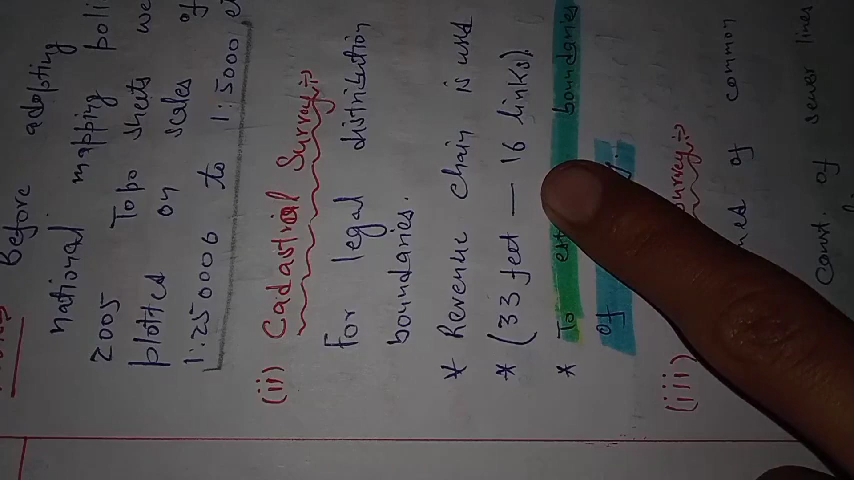 Before adopting
national mapping poli
2005 Topo sheets we
plotted on scales of
1:250000 to 1:5000
(ii) Cadastral Survey:-
For legal distribution
boundaries.
* Revenue chain is used
* (33 feet — 16 links).
* To boundaries
of
(iii) urvey:-
of common
Const. of sewer lines